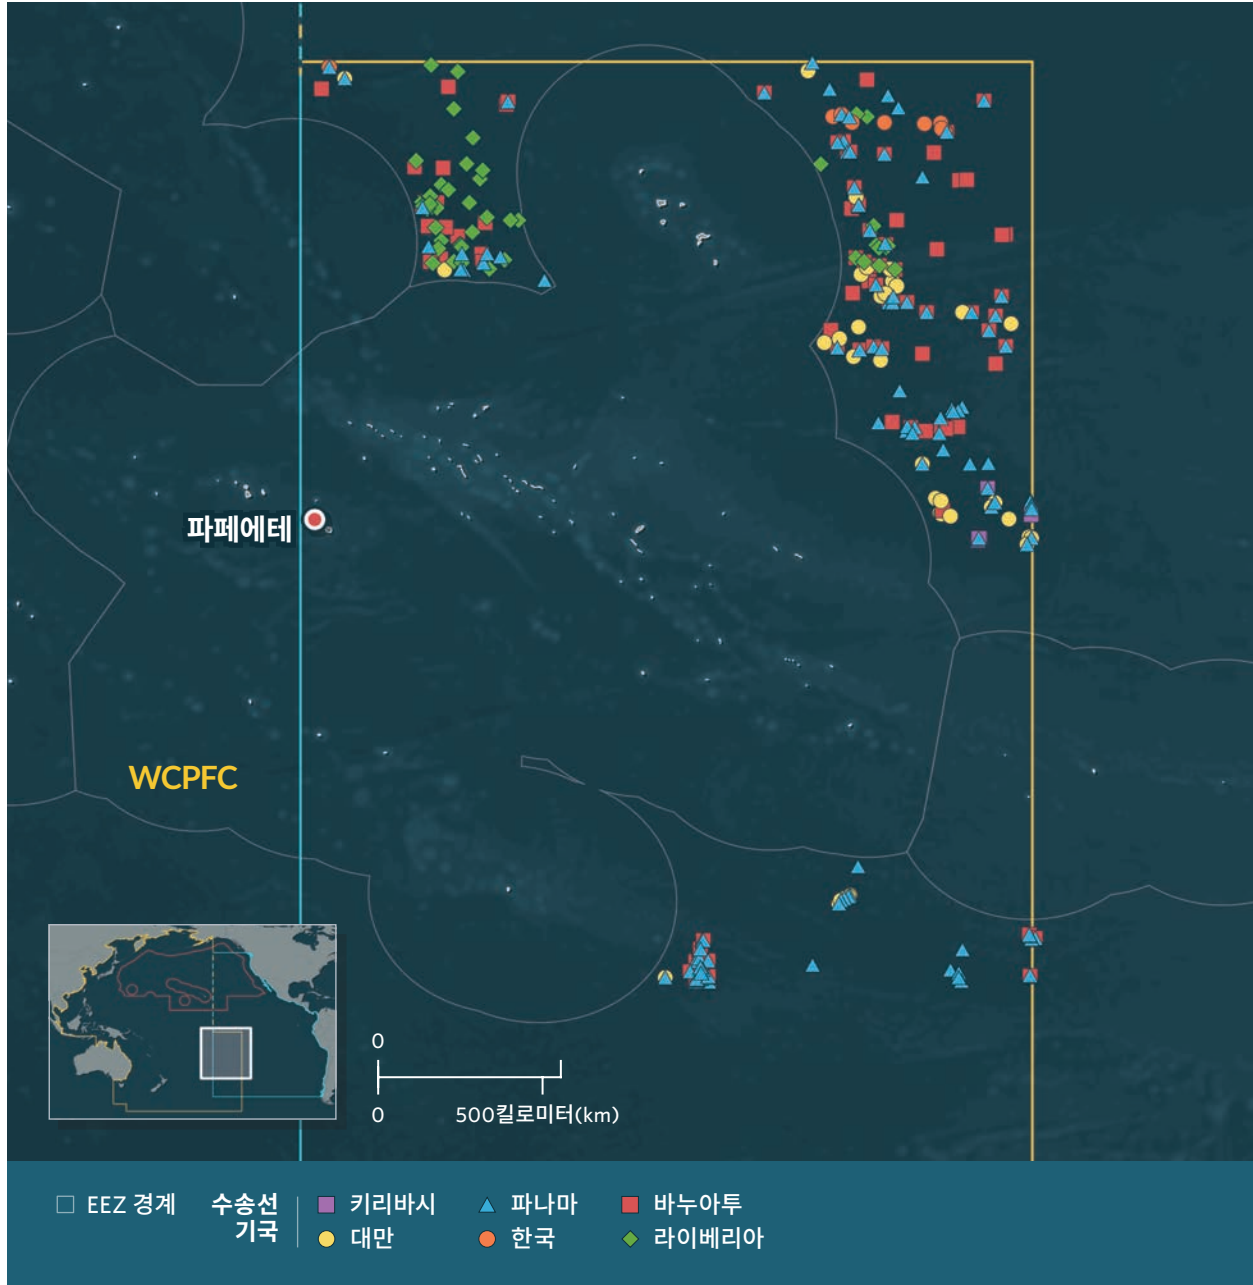 파페에테
WCPFC
0
0
500킬로미터(km)
EEZ 경계
수송선
기국
키리바시
파나마
바누아투
대만
한국
라이베리아